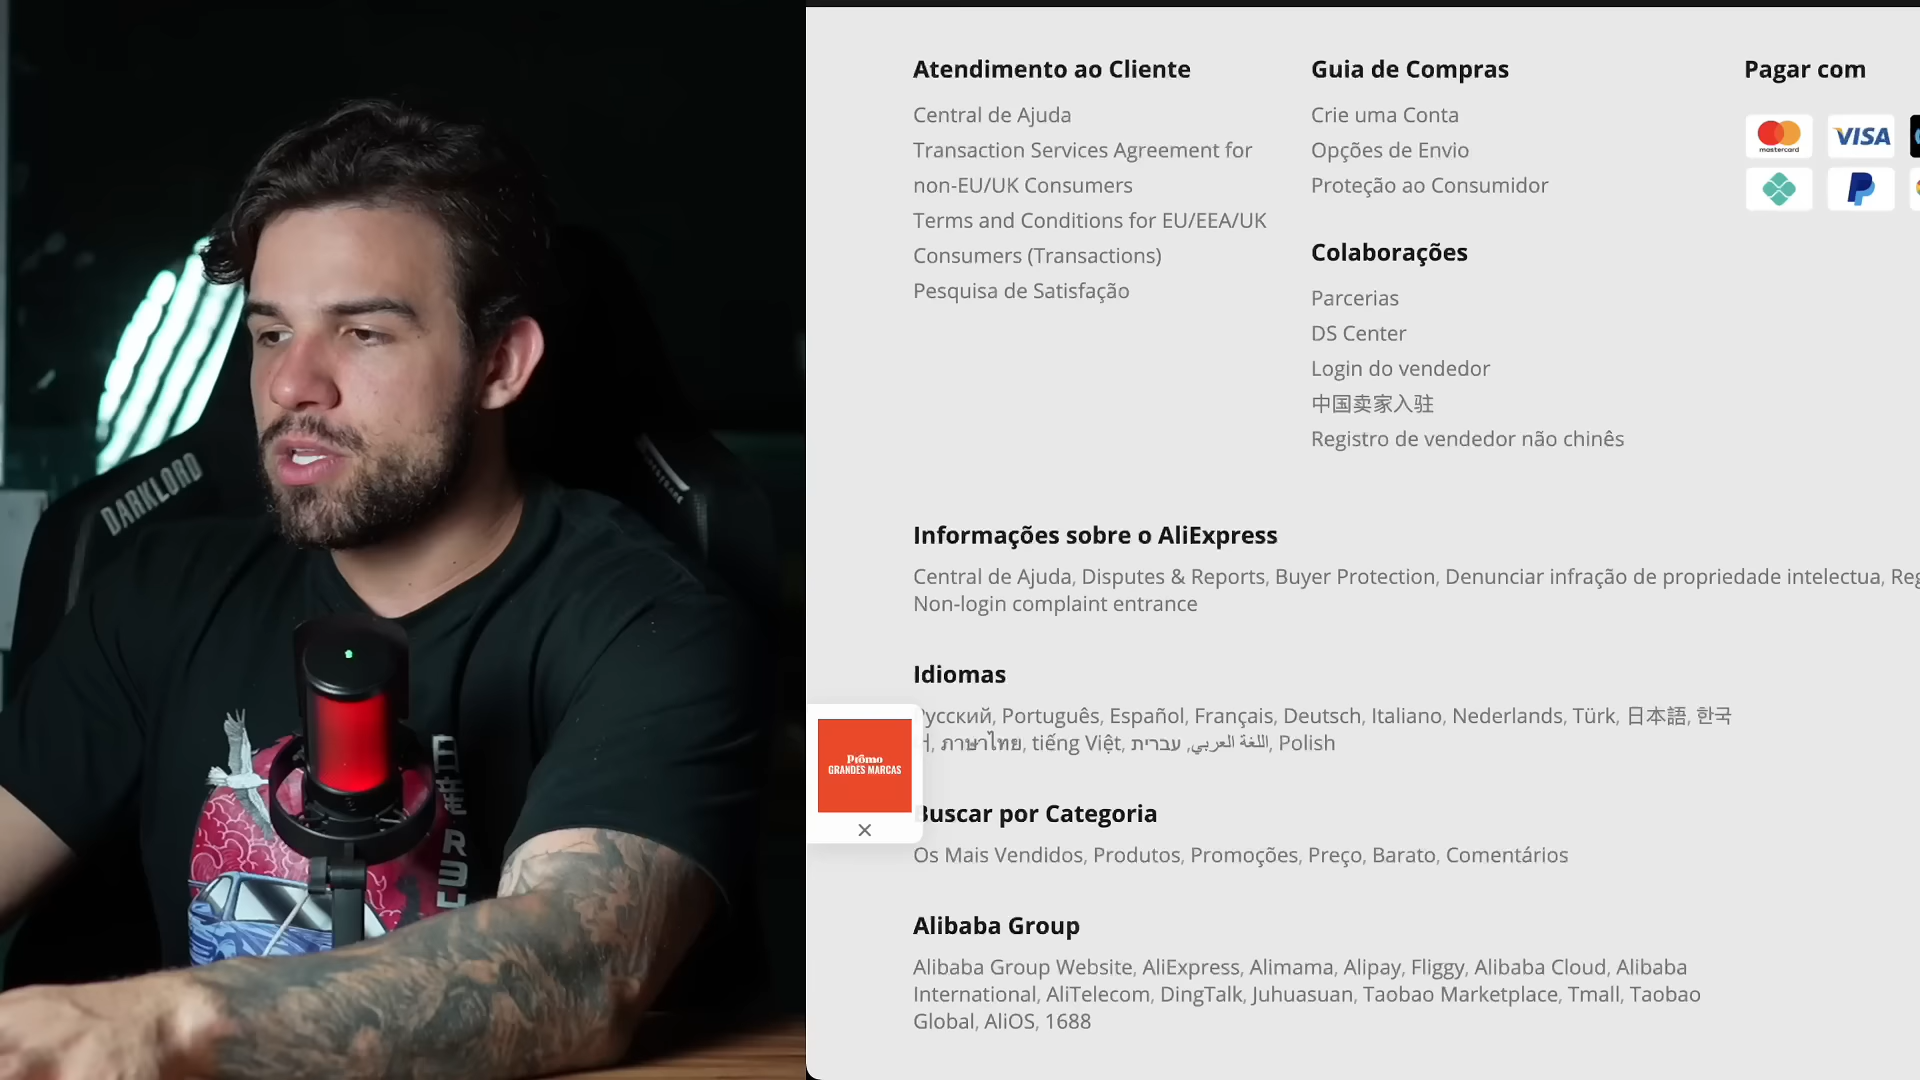 DARKLORD
Atendimento ao Cliente
Central de Ajuda
Transaction Services Agreement for
non-EU/UK Consumers
Terms and Conditions for EU/EEA/UK
Consumers (Transactions)
Pesquisa de Satisfação
Guia de Compras
Crie uma Conta
Opções de Envio
Proteção ao Consumidor
Colaborações
Parcerias
DS Center
Login do vendedor
中国卖家入驻
Registro de vendedor não chinês
Pagar com
mastercard
VISA
Informações sobre o AliExpress
Central de Ajuda, Disputes & Reports, Buyer Protection, Denunciar infração de propriedade intelectua, Reg
Non-login complaint entrance
Idiomas
Русский, Português, Español, Français, Deutsch, Italiano, Nederlands, Türk, 日本語, 한국
어, ภาษาไทย, tiếng Việt, اللغة العربي, עברית, Polish
Promo
GRANDES MARCAS
Buscar por Categoria
Os Mais Vendidos, Produtos, Promoções, Preço, Barato, Comentários
Alibaba Group
Alibaba Group Website, AliExpress, Alimama, Alipay, Fliggy, Alibaba Cloud, Alibaba
International, AliTelecom, DingTalk, Juhuasuan, Taobao Marketplace, Tmall, Taobao
Global, AliOS, 1688